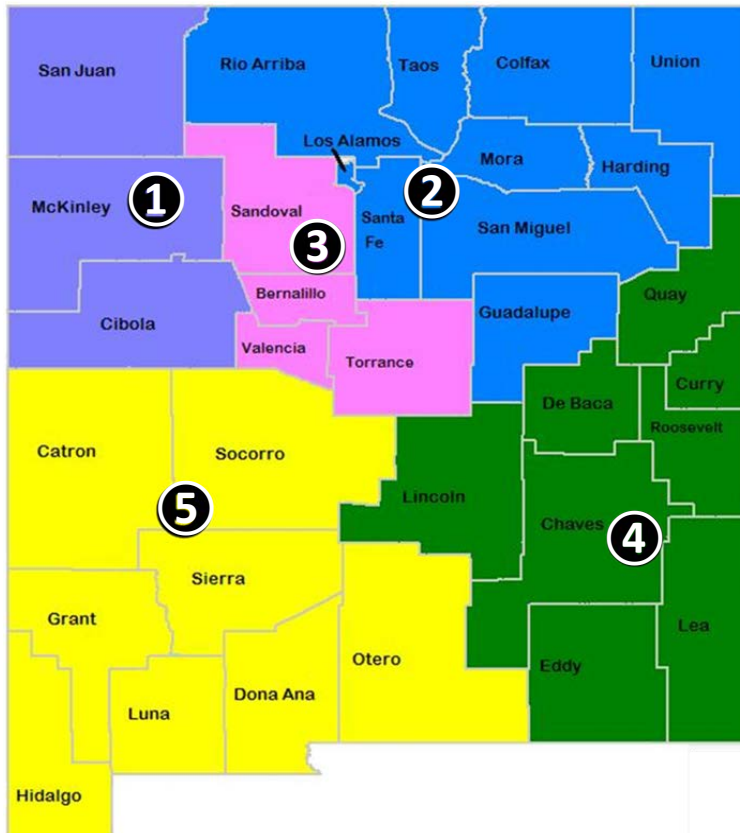 San Juan
Rio Arriba
Taos
Colfax
Union
Los Alamos
Mora
Harding
McKinley
1
2
Sandoval
Santa
Fe
San Miguel
3
Bernalillo
Quay
Cibola
Guadalupe
Valencia
Torrance
Curry
De Baca
Roosevelt
Catron
Socorro
Lincoln
5
Chaves
4
Sierra
Grant
Lea
Otero
Eddy
Dona Ana
Luna
Hidalgo